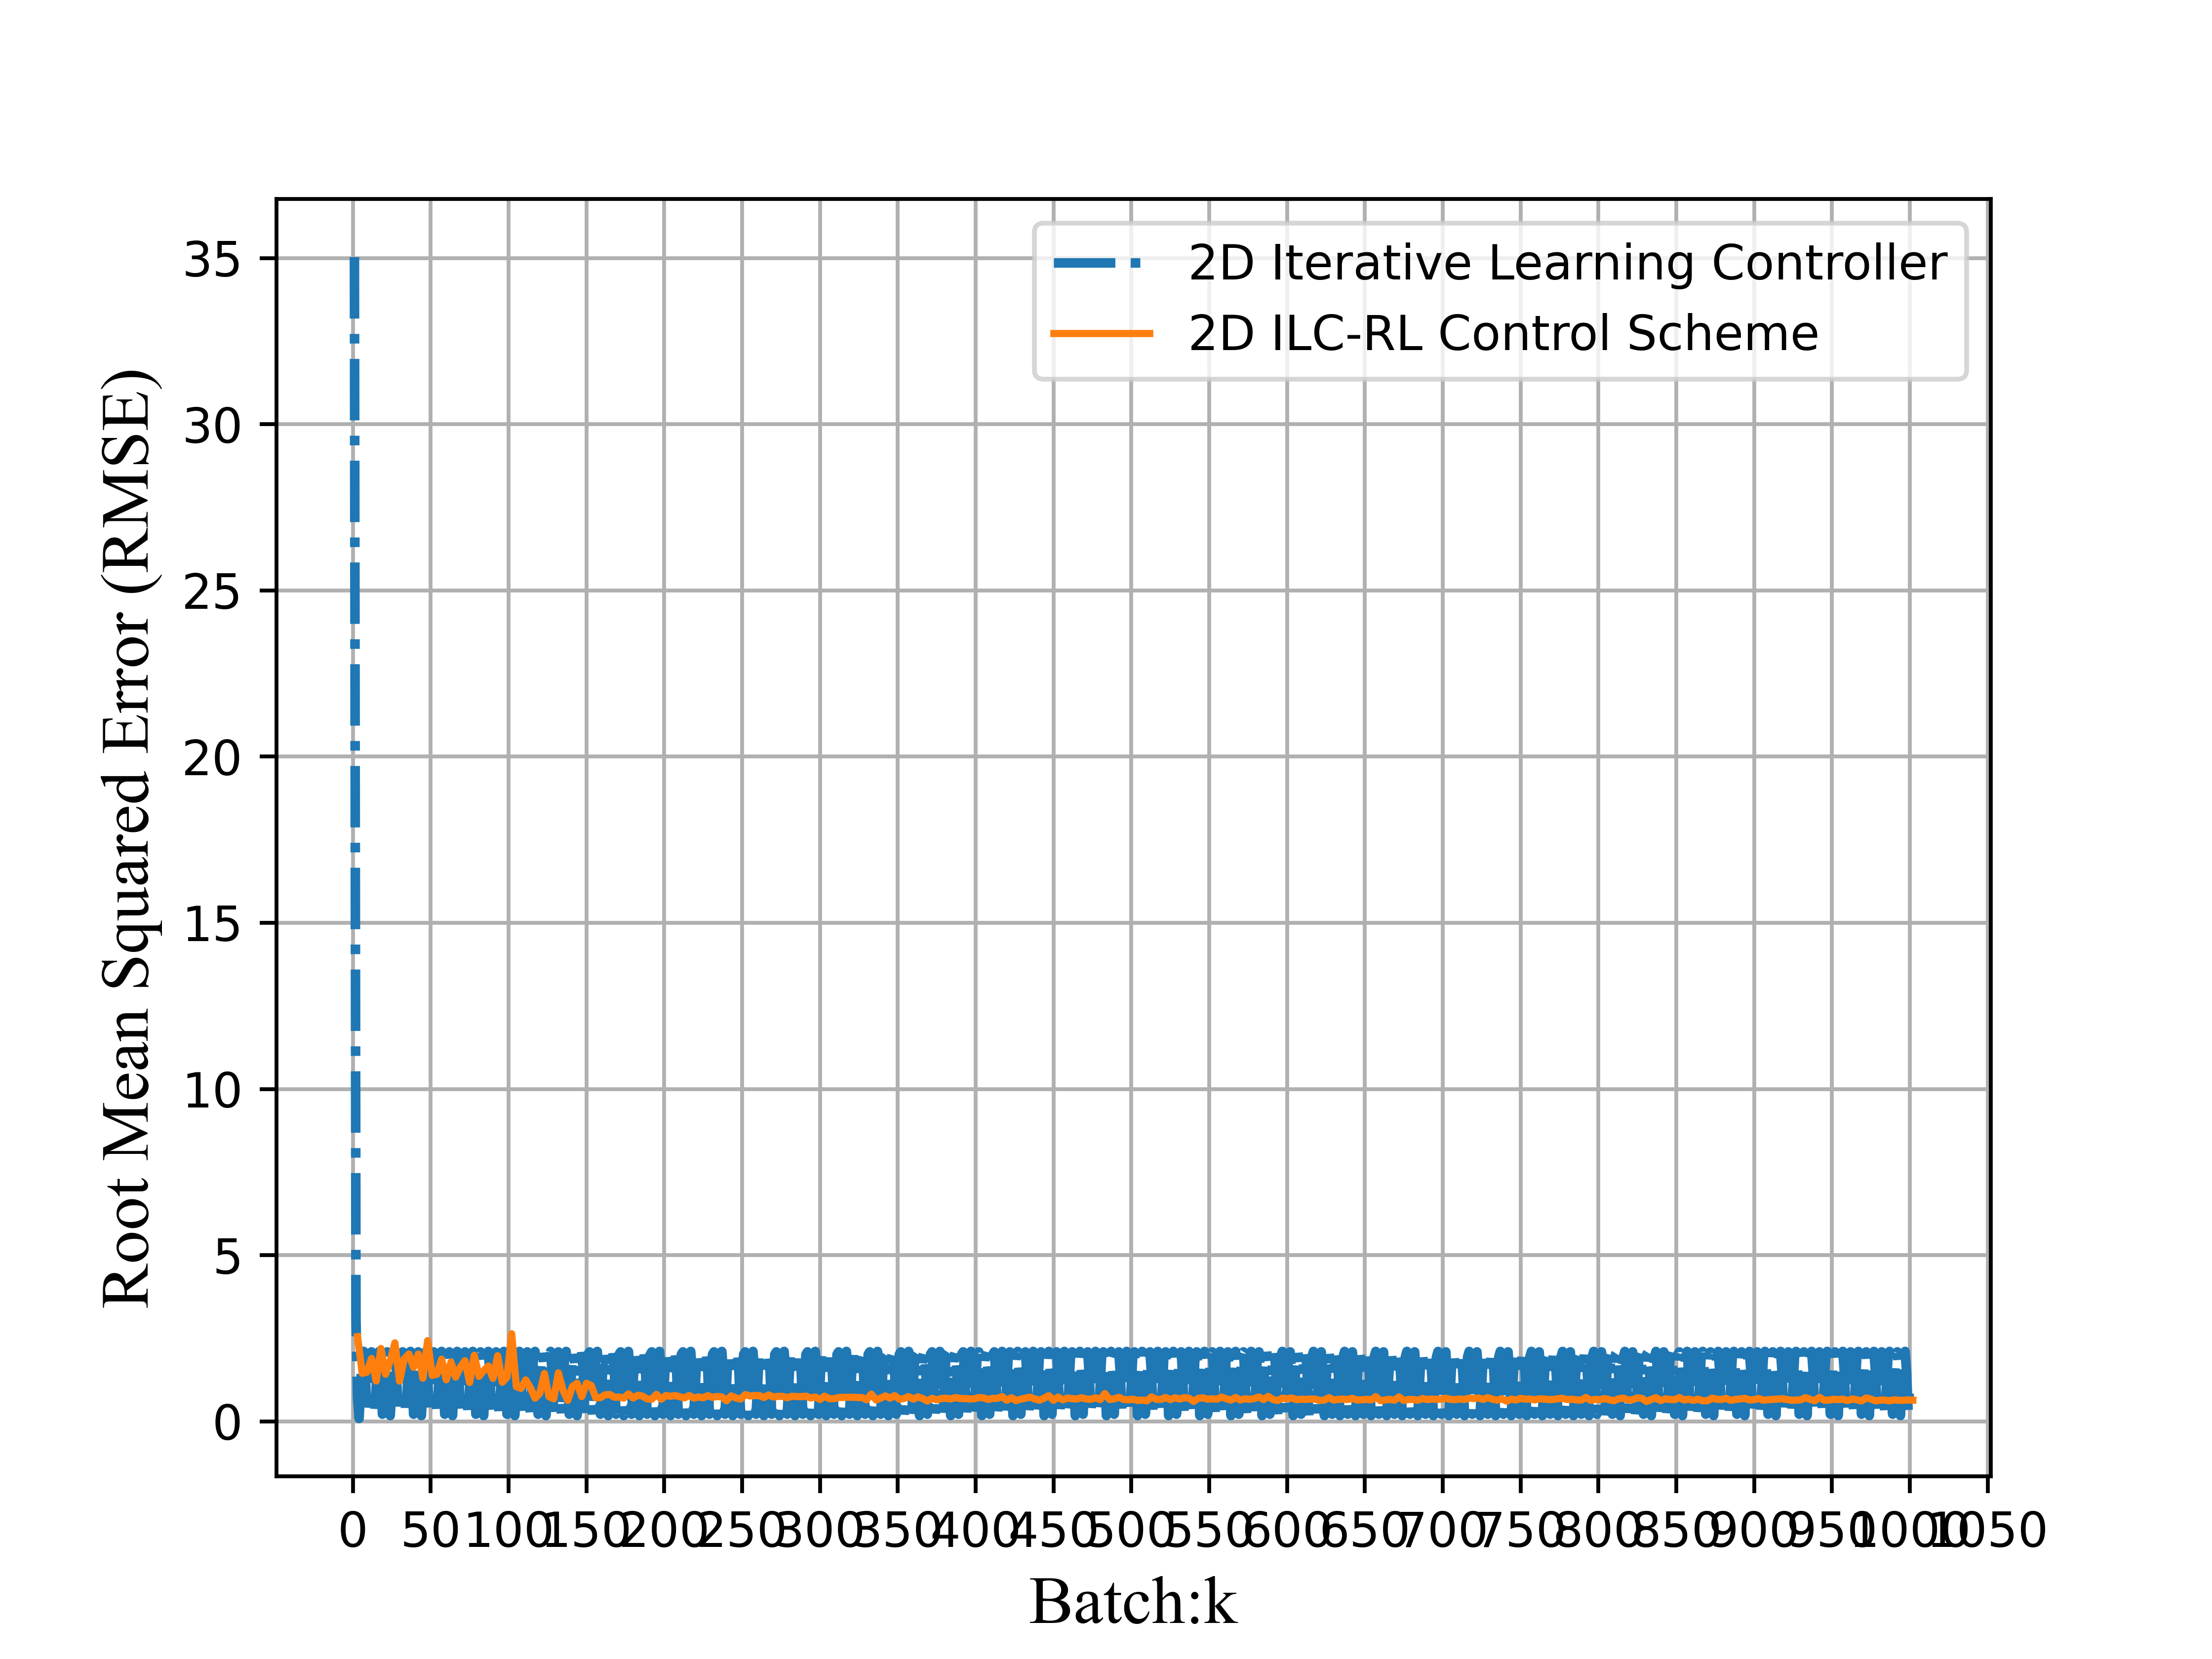 2D Iterative Learning Controller
2D ILC-RL Control Scheme
Root Mean Squared Error (RMSE)
35
30
25
20
15
10
5
0
0 50 100 150 200 250 300 350 400 450 500 550 600 650 700 750 800 850 900 950 1000 1050
Batch:k